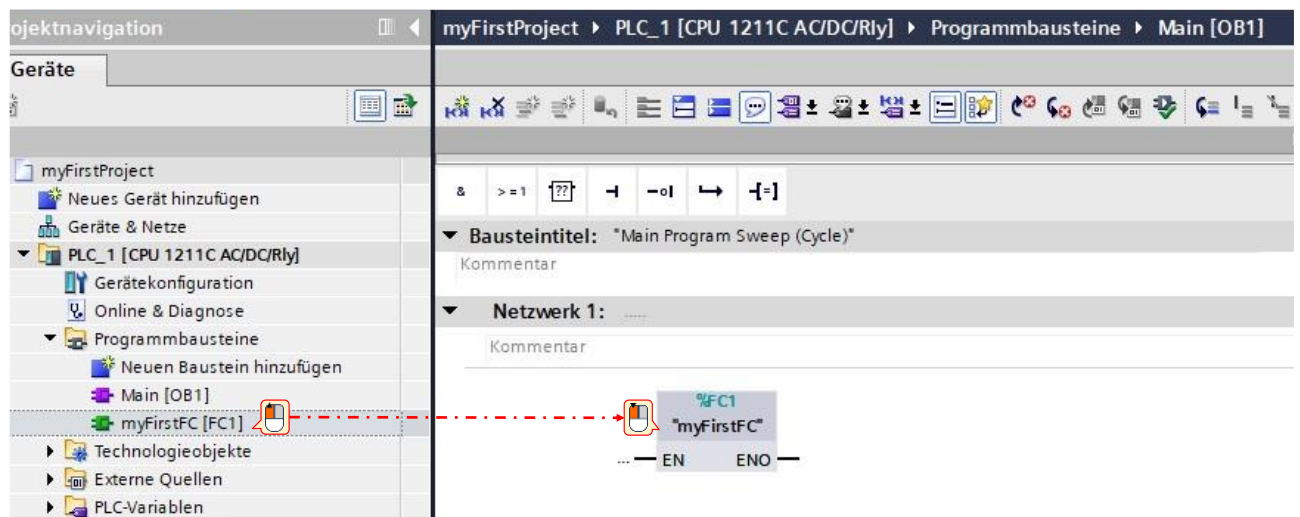 ojektnavigation
Geräte
myFirstProject
Neues Gerät hinzufügen
Geräte & Netze
PLC_1 [CPU 1211C AC/DC/Rly]
Gerätekonfiguration
Online & Diagnose
Programmbausteine
Neuen Baustein hinzufügen
Main [OB1]
myFirstFC [FC1]
Technologieobjekte
Externe Quellen
PLC-Variablen
myFirstProject ▸ PLC_1 [CPU 1211C AC/DC/Rly] ▸ Programmbausteine ▸ Main [OB1]
& >=1 ?? -| -o| -[=]
Bausteintitel: "Main Program Sweep (Cycle)"
Kommentar
Netzwerk 1: .....
Kommentar
%FC1
"myFirstFC"
... EN ENO